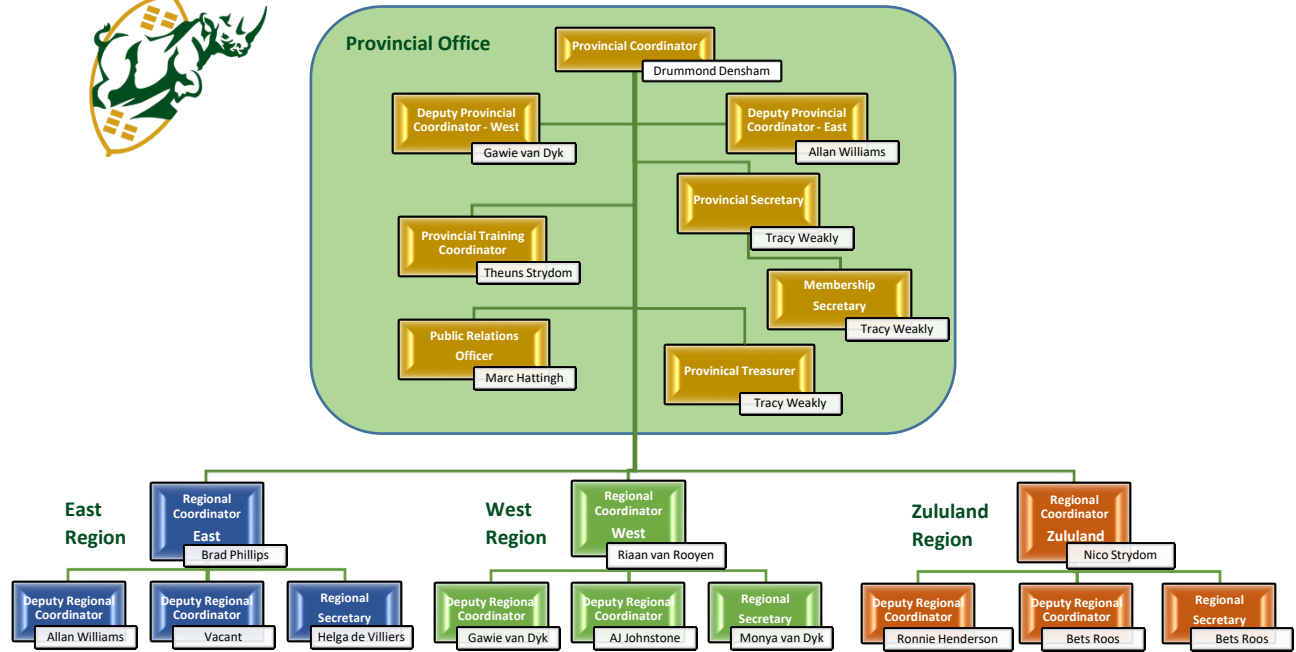 Provincial Office
Provincial Coordinator
Drummond Densham
Deputy Provincial
Coordinator - West
Gawie van Dyk
Deputy Provincial
Coordinator - East
Allan Williams
Provincial Secretary
Tracy Weakly
Provincial Training
Coordinator
Theuns Strydom
Membership
Secretary
Tracy Weakly
Public Relations
Officer
Marc Hattingh
Provinical Treasurer
Tracy Weakly
East
Region
Regional
Coordinator
East
Brad Phillips
Deputy Regional
Coordinator
Allan Williams
Deputy Regional
Coordinator
Vacant
Regional
Secretary
Helga de Villiers
West
Region
Regional
Coordinator
West
Riaan van Rooyen
Deputy Regional
Coordinator
Gawie van Dyk
Deputy Regional
Coordinator
AJ Johnstone
Regional
Secretary
Monya van Dyk
Zululand
Region
Regional
Coordinator
Zululand
Nico Strydom
Deputy Regional
Coordinator
Ronnie Henderson
Deputy Regional
Coordinator
Bets Roos
Regional
Secretary
Bets Roos